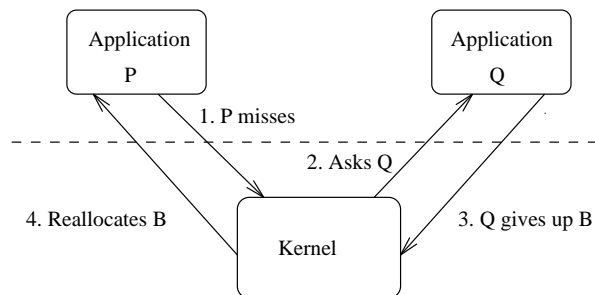 Application
P
Application
Q
1. P misses
2. Asks Q
4. Reallocates B
3. Q gives up B
Kernel